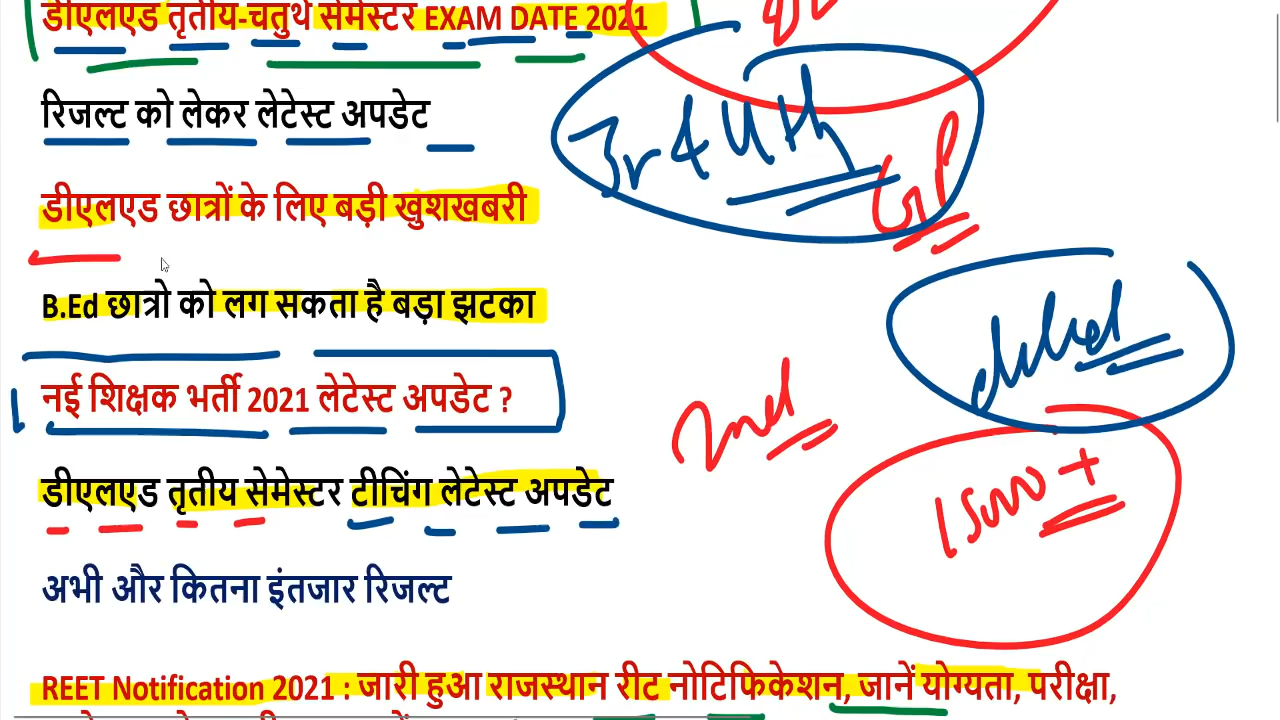 डीएलएड तृतीय-चतुर्थ सेमेस्टर EXAM DATE 2021
रिजल्ट को लेकर लेटेस्ट अपडेट
3r & 4th
GP
डीएलएड छात्रों के लिए बड़ी खुशखबरी
B.Ed छात्रो को लग सकता है बड़ा झटका
नई शिक्षक भर्ती 2021 लेटेस्ट अपडेट ?
2nd
डीएलएड तृतीय सेमेस्टर टीचिंग लेटेस्ट अपडेट
15000 +
अभी और कितना इंतजार रिजल्ट
REET Notification 2021 : जारी हुआ राजस्थान रीट नोटिफिकेशन, जानें योग्यता, परीक्षा,